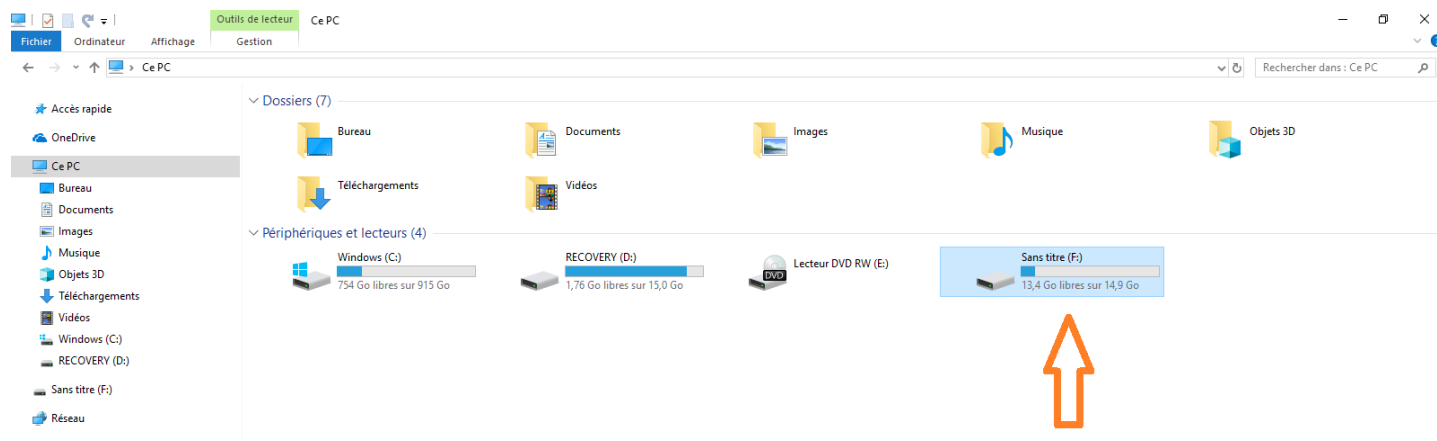 Outils de lecteur Ce PC
Fichier Ordinateur Affichage Gestion
Ce PC
Rechercher dans : Ce PC
Accès rapide
OneDrive
Ce PC
Bureau
Documents
Images
Musique
Objets 3D
Téléchargements
Vidéos
Windows (C:)
RECOVERY (D:)
Sans titre (F:)
Réseau
Dossiers (7)
Bureau
Documents
Images
Musique
Objets 3D
Téléchargements
Vidéos
Périphériques et lecteurs (4)
Windows (C:)
754 Go libres sur 915 Go
RECOVERY (D:)
1,76 Go libres sur 15,0 Go
DVD
Lecteur DVD RW (E:)
Sans titre (F:)
13,4 Go libres sur 14,9 Go